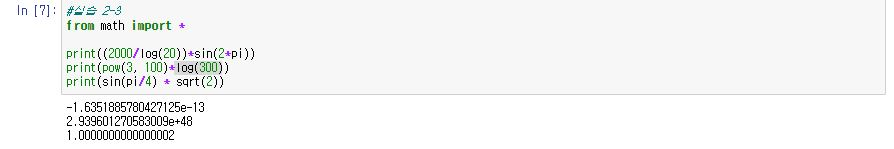 In [7]: #실습 2-3
from math import *
print((2000/log(20))*sin(2*pi))
print(pow(3, 100)*log(300))
print(sin(pi/4) * sqrt(2))
-1.6351885780427125e-13
2.939601270583009e+48
1.0000000000000002